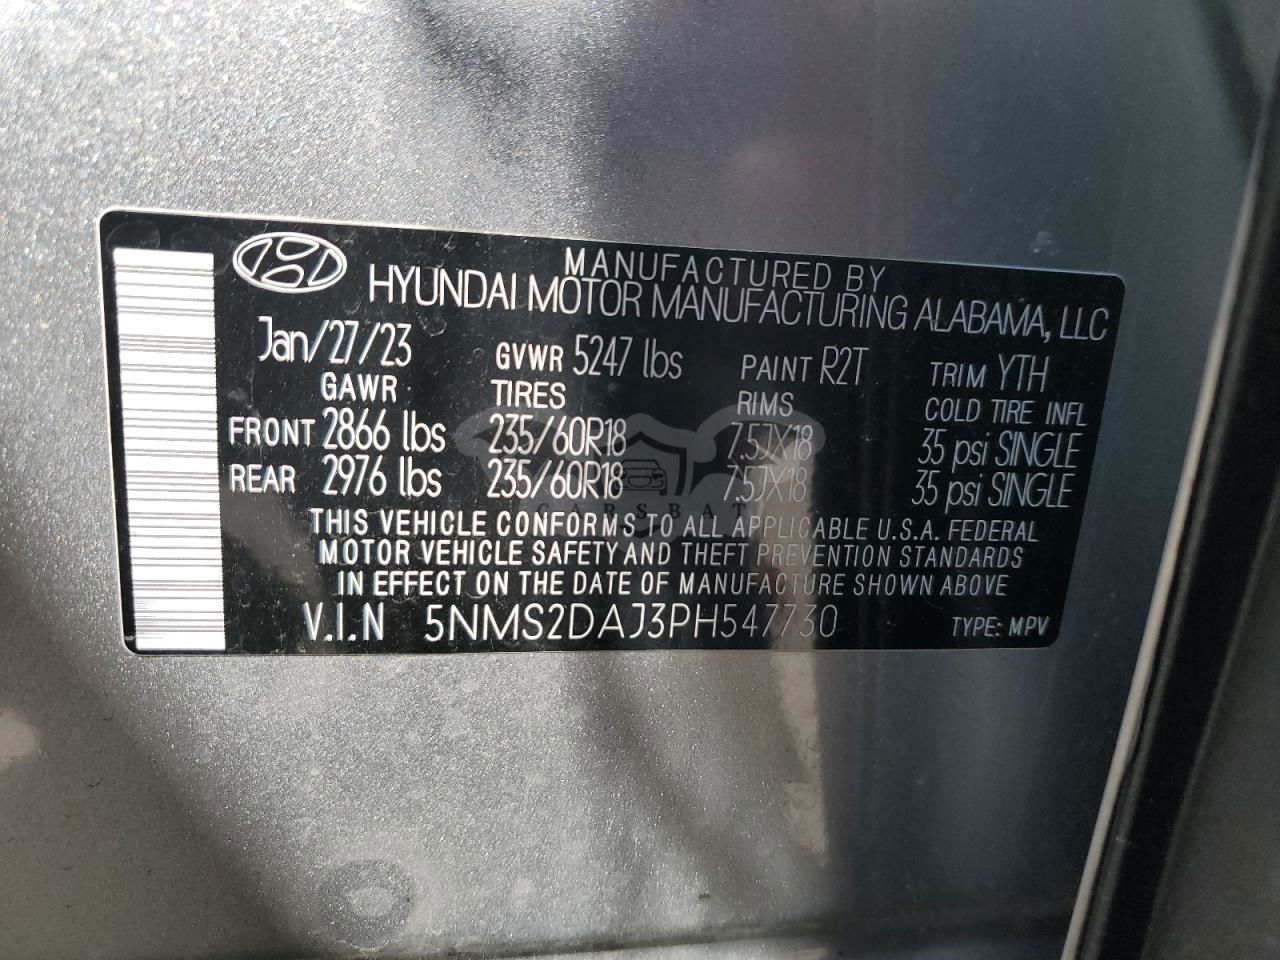 MANUFACTURED BY
HYUNDAI MOTOR MANUFACTURING ALABAMA, LLC
Jan/27/23 GVWR 5247 lbs PAINT R2T TRIM YTH
GAWR TIRES RIMS COLD TIRE INFL
FRONT 2866 lbs 235/60R18 7.5JX18 35 psi SINGLE
REAR 2976 lbs 235/60R18 7.5JX18 35 psi SINGLE
CARSBAT
THIS VEHICLE CONFORMS TO ALL APPLICABLE U.S.A. FEDERAL
MOTOR VEHICLE SAFETY AND THEFT PREVENTION STANDARDS
IN EFFECT ON THE DATE OF MANUFACTURE SHOWN ABOVE
V.I.N 5NMS2DAJ3PH547730 TYPE: MPV